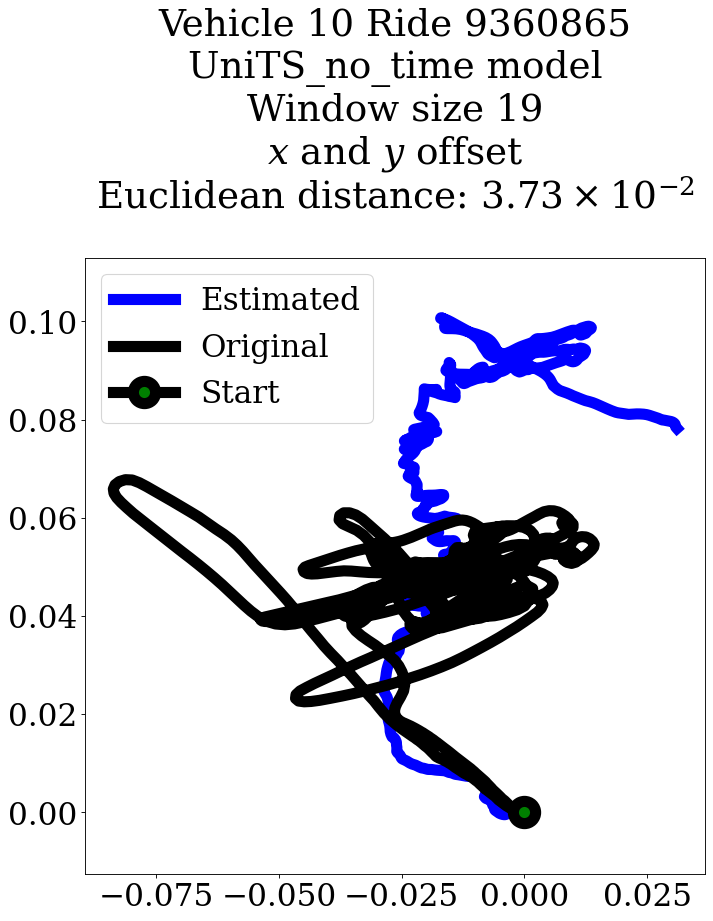 Vehicle 10 Ride 9360865
UniTS_no_time model
Window size 19
x and y offset
Euclidean distance: 3.73 × 10⁻²
Estimated
Original
Start
0.10
0.08
0.06
0.04
0.02
0.00
−0.075 −0.050 −0.025 0.000 0.025